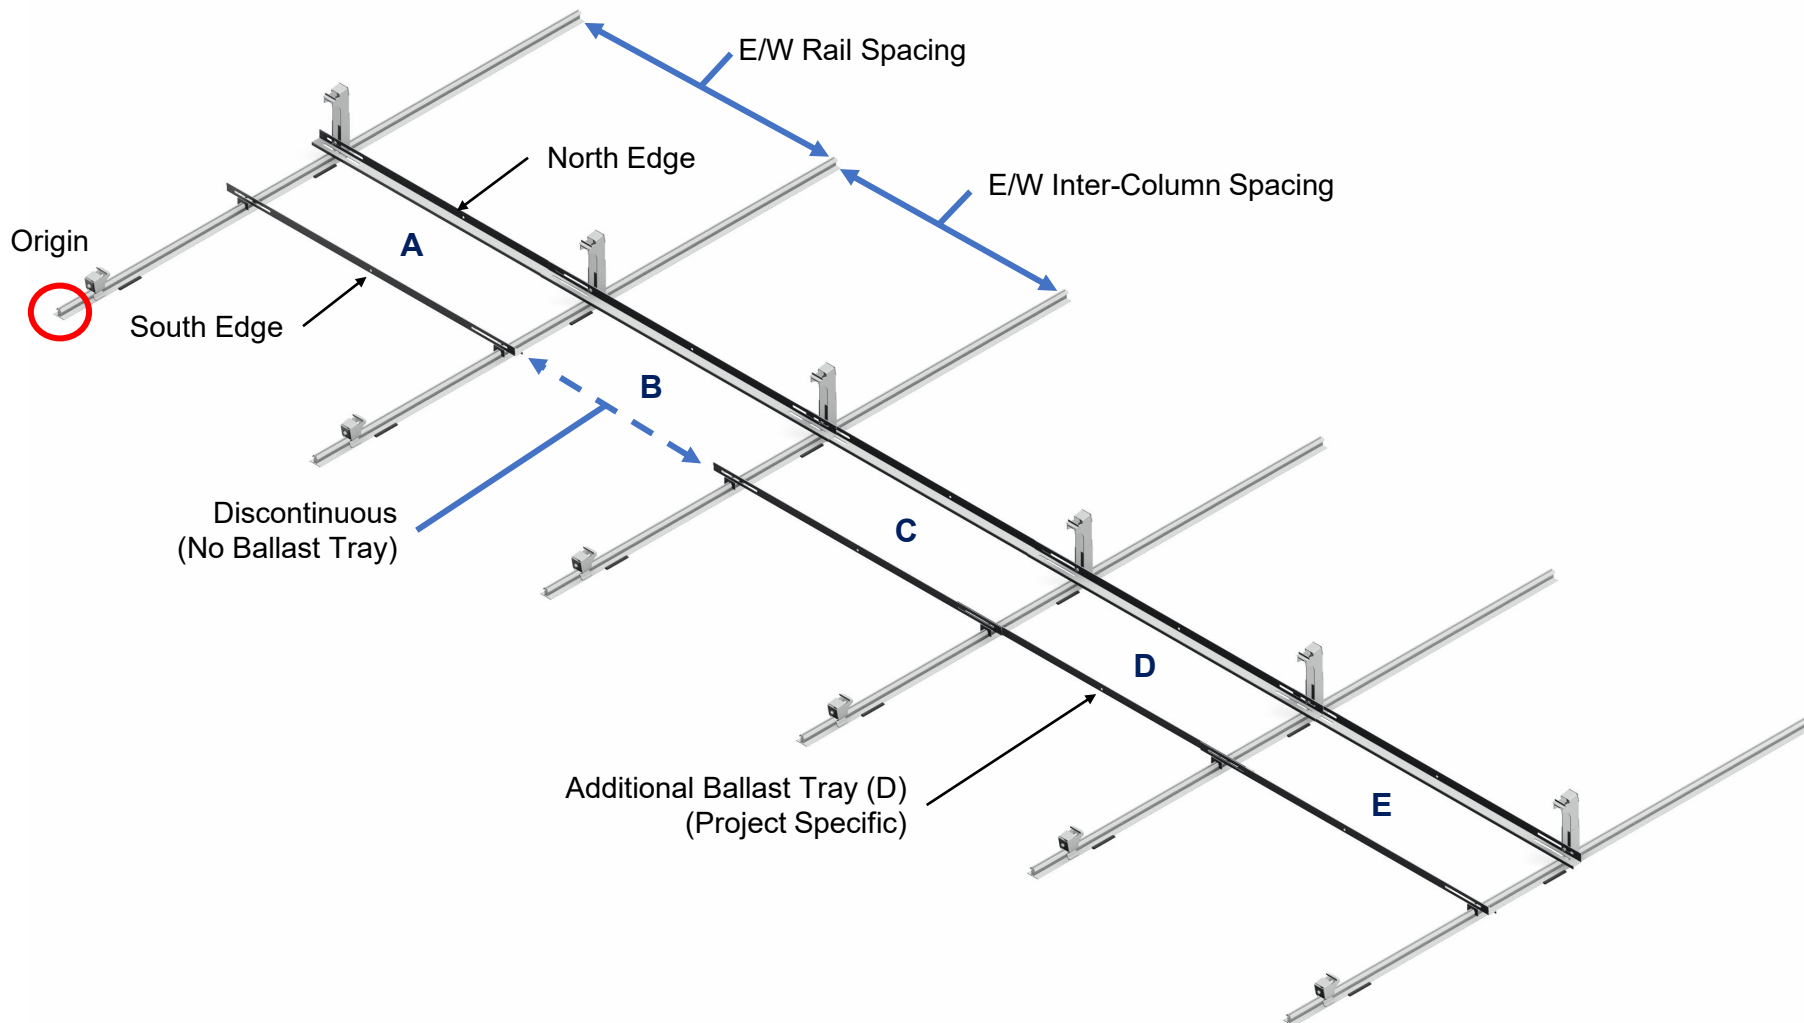 E/W Rail Spacing
North Edge
E/W Inter-Column Spacing
Origin
A
South Edge
B
Discontinuous
(No Ballast Tray)
C
D
Additional Ballast Tray (D)
(Project Specific)
E